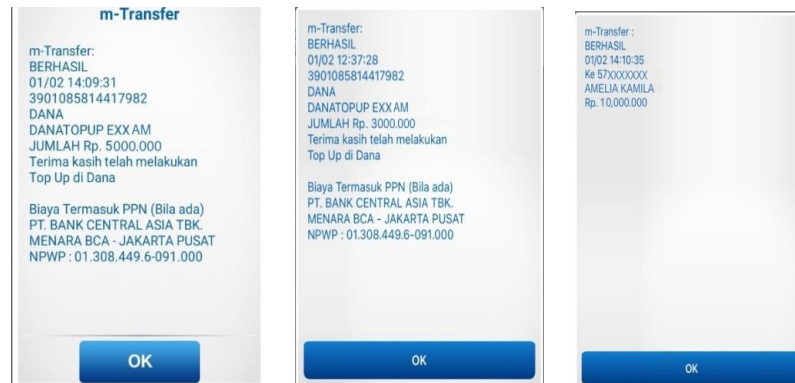 m-Transfer
m-Transfer:
BERHASIL
01/02 14:09:31
3901085814417982
DANA
DANATOPUP EXX AM
JUMLAH Rp. 5000.000
Terima kasih telah melakukan
Top Up di Dana
Biaya Termasuk PPN (Bila ada)
PT. BANK CENTRAL ASIA TBK.
MENARA BCA - JAKARTA PUSAT
NPWP : 01.308.449.6-091.000
OK
m-Transfer:
BERHASIL
01/02 12:37:28
3901085814417982
DANA
DANATOPUP EXX AM
JUMLAH Rp. 3000.000
Terima kasih telah melakukan
Top Up di Dana
Biaya Termasuk PPN (Bila ada)
PT. BANK CENTRAL ASIA TBK.
MENARA BCA - JAKARTA PUSAT
NPWP : 01.308.449.6-091.000
OK
m-Transfer :
BERHASIL
01/02 14:10:35
Ke 57XXXXXXX
AMELIA KAMILA
Rp. 10,000.000
OK